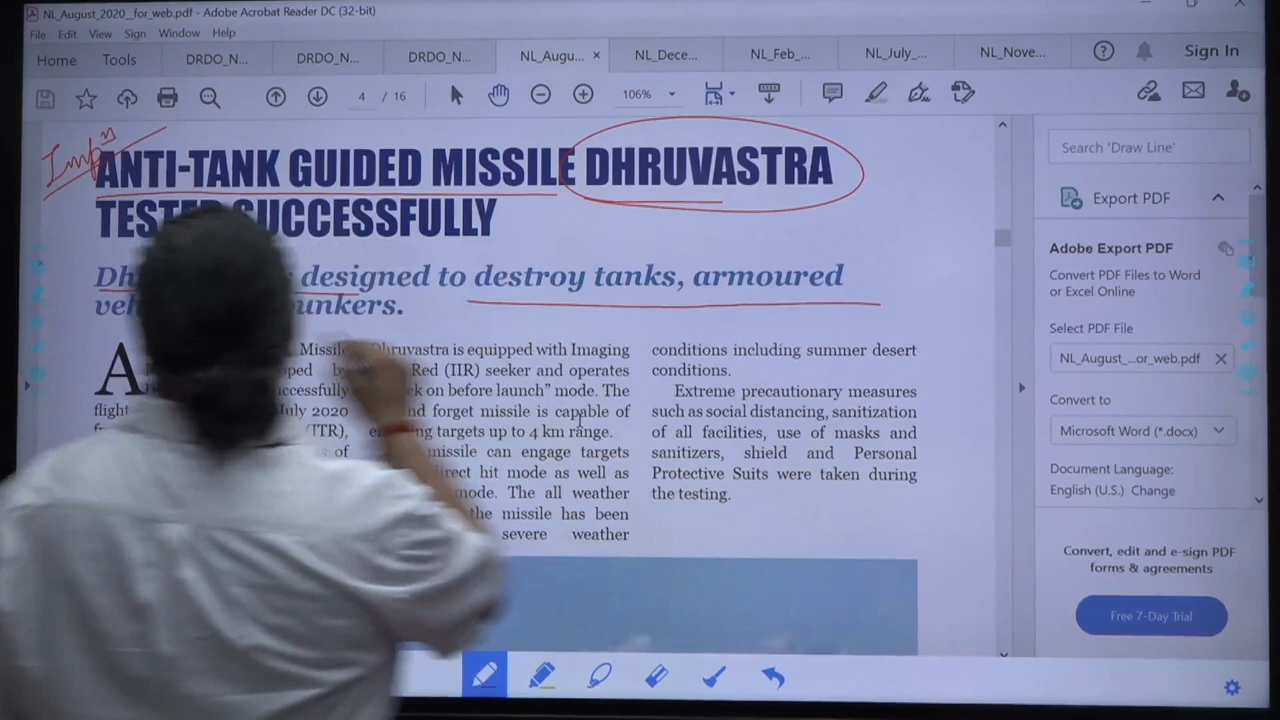 NL_August_2020__for_web.pdf - Adobe Acrobat Reader DC (32-bit)
File Edit View Sign Window Help
Home Tools DRDO_N... DRDO_N... DRDO_N... NL_Augu... × NL_Dece... NL_Feb_... NL_July_... NL_Nove... Sign In
4 / 16 106%
Impn
ANTI-TANK GUIDED MISSILE DHRUVASTRA
SUCCESSFULLY
designed to destroy tanks, armoured
A Missile
July 2020
flight
(ITR),
of
Dhruvastra is equipped with Imaging
Red (IIR) seeker and operates
on before launch” mode. The
forget missile is capable of
targets up to 4 km range.
missile can engage targets
hit mode as well as
mode. The all weather
the missile has been
severe weather
conditions including summer desert
conditions.
Extreme precautionary measures
such as social distancing, sanitization
of all facilities, use of masks and
sanitizers, shield and Personal
Protective Suits were taken during
the testing.
Search 'Draw Line'
Export PDF
Adobe Export PDF
Convert PDF Files to Word
or Excel Online
Select PDF File
NL_August_...or_web.pdf ×
Convert to
Microsoft Word (*.docx)
Document Language:
English (U.S.) Change
Convert, edit and e-sign PDF
forms & agreements
Free 7-Day Trial